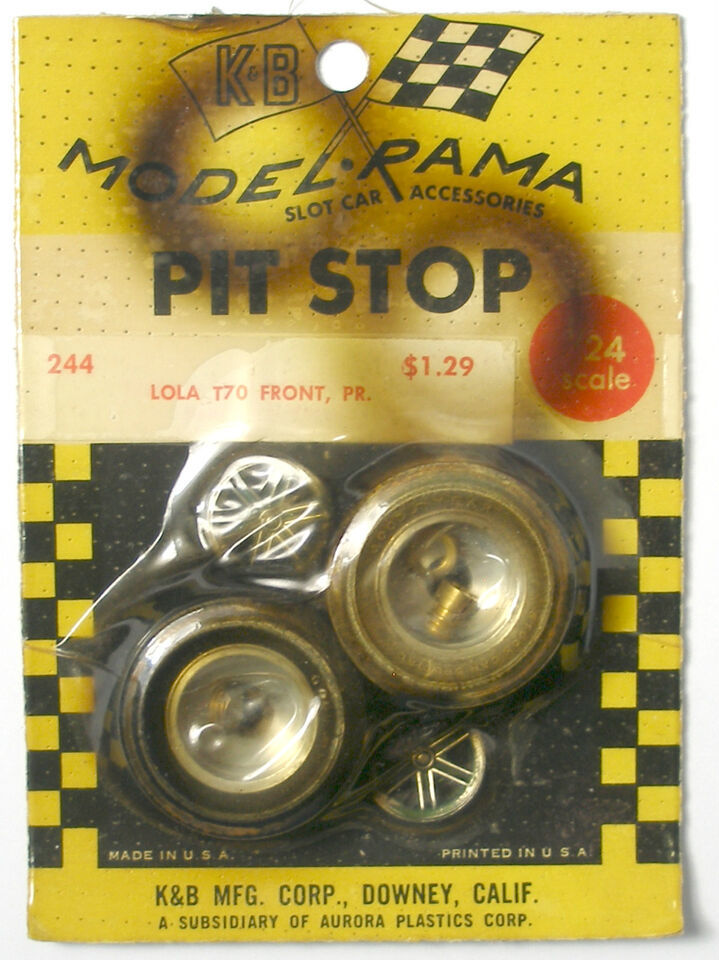 K&B
MODEL·RAMA
SLOT CAR ACCESSORIES
PIT STOP
244
$1.29
LOLA T70 FRONT, PR.
24
scale
MADE IN U.S.A.
PRINTED IN U S A
K&B MFG. CORP., DOWNEY, CALIF.
A SUBSIDIARY OF AURORA PLASTICS CORP.